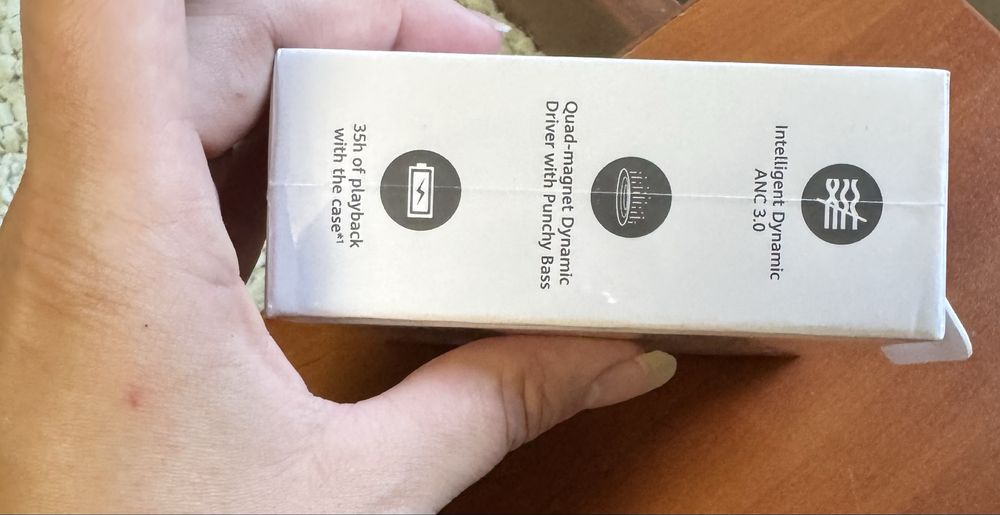 Intelligent Dynamic
ANC 3.0
Quad-magnet Dynamic
Driver with Punchy Bass
35h of playback
with the case*¹